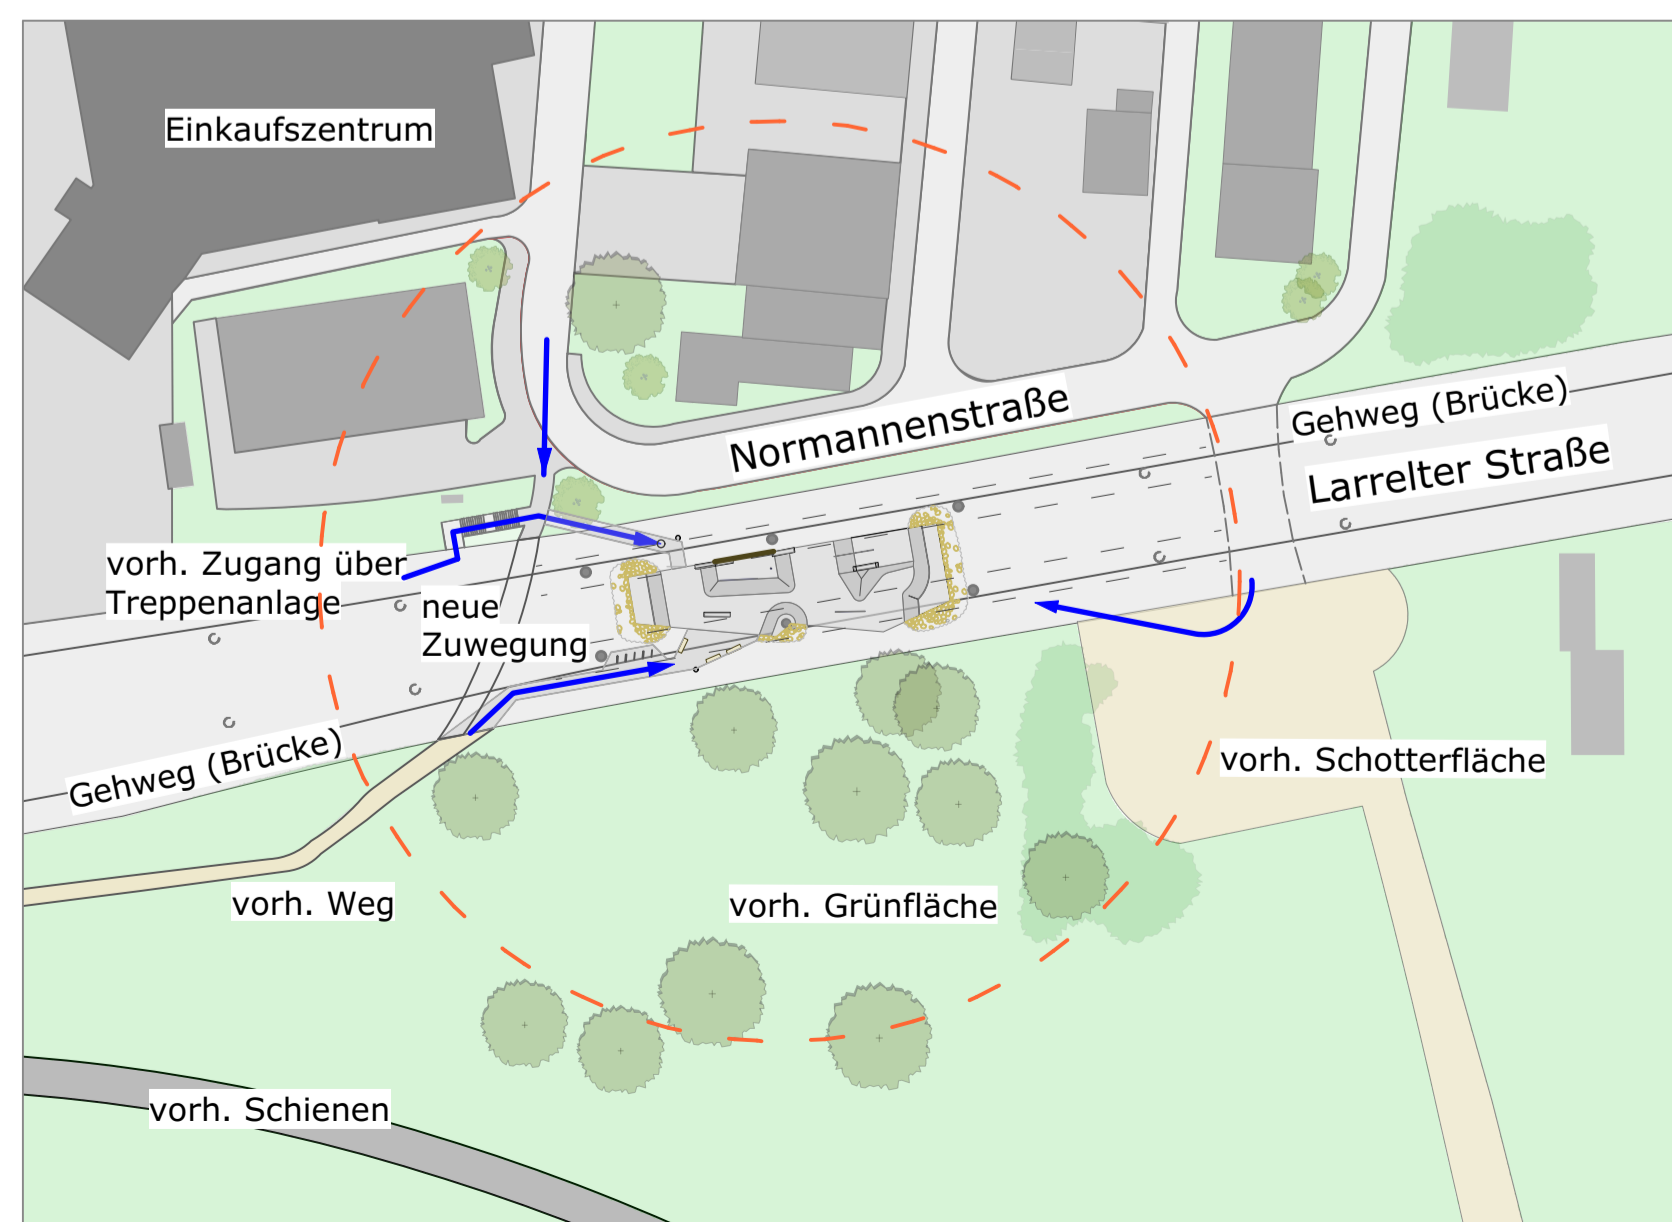 Einkaufszentrum
Normannenstraße
Gehweg (Brücke)
Larrelter Straße
vorh. Zugang über
Treppenanlage
neue
Zuwegung
Gehweg (Brücke)
vorh. Schotterfläche
vorh. Weg
vorh. Grünfläche
vorh. Schienen